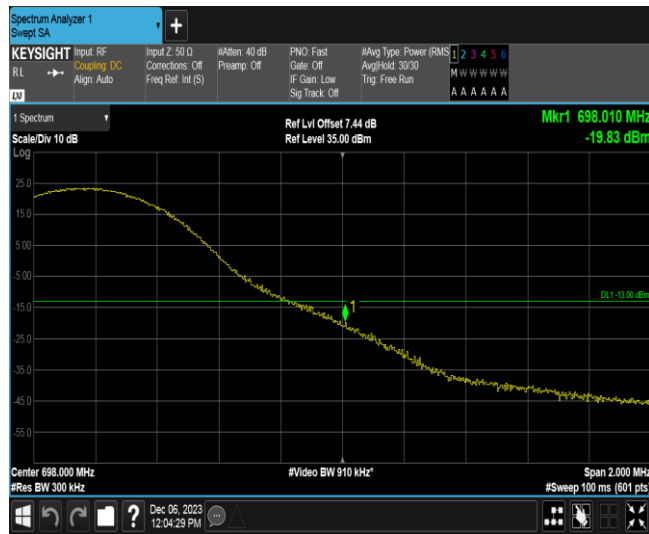 Spectrum Analyzer 1
Swept SA
+
KEYSIGHT
RL
LXI
Input: RF
Coupling: DC
Align: Auto
Input Z: 50 Ω
Corrections: Off
Freq Ref: Int (S)
#Atten: 40 dB
Preamp: Off
PNO: Fast
Gate: Off
IF Gain: Low
Sig Track: Off
#Avg Type: Power (RMS
Avg|Hold: 30/30
Trig: Free Run
1 2 3 4 5 6
M W W W W W
A A A A A A
1 Spectrum
Scale/Div 10 dB
Log
Ref Lvl Offset 7.44 dB
Ref Level 35.00 dBm
Mkr1 698.010 MHz
-19.83 dBm
25.0
15.0
5.00
-5.00
DL1 -13.00 dBm
1
-15.0
-25.0
-35.0
-45.0
-55.0
Center 698.000 MHz
#Video BW 910 kHz*
Span 2.000 MHz
#Res BW 300 kHz
#Sweep 100 ms (601 pts)
?
Dec 06, 2023
12:04:29 PM